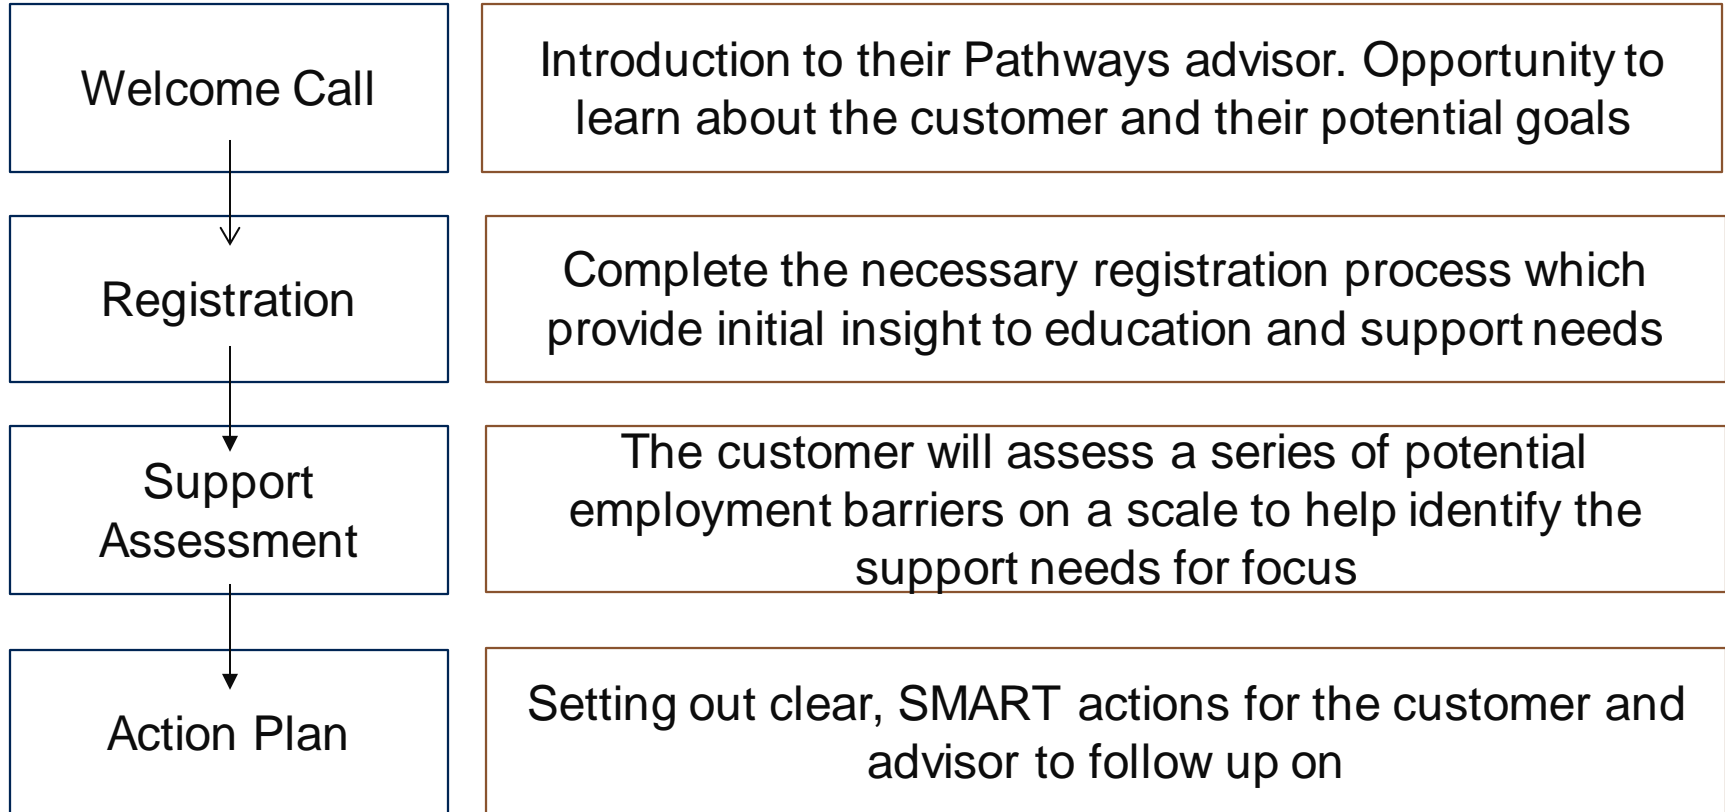 Welcome Call
Introduction to their Pathways advisor. Opportunity to
learn about the customer and their potential goals
Registration
Complete the necessary registration process which
provide initial insight to education and support needs
Support
Assessment
The customer will assess a series of potential
employment barriers on a scale to help identify the
support needs for focus
Action Plan
Setting out clear, SMART actions for the customer and
advisor to follow up on